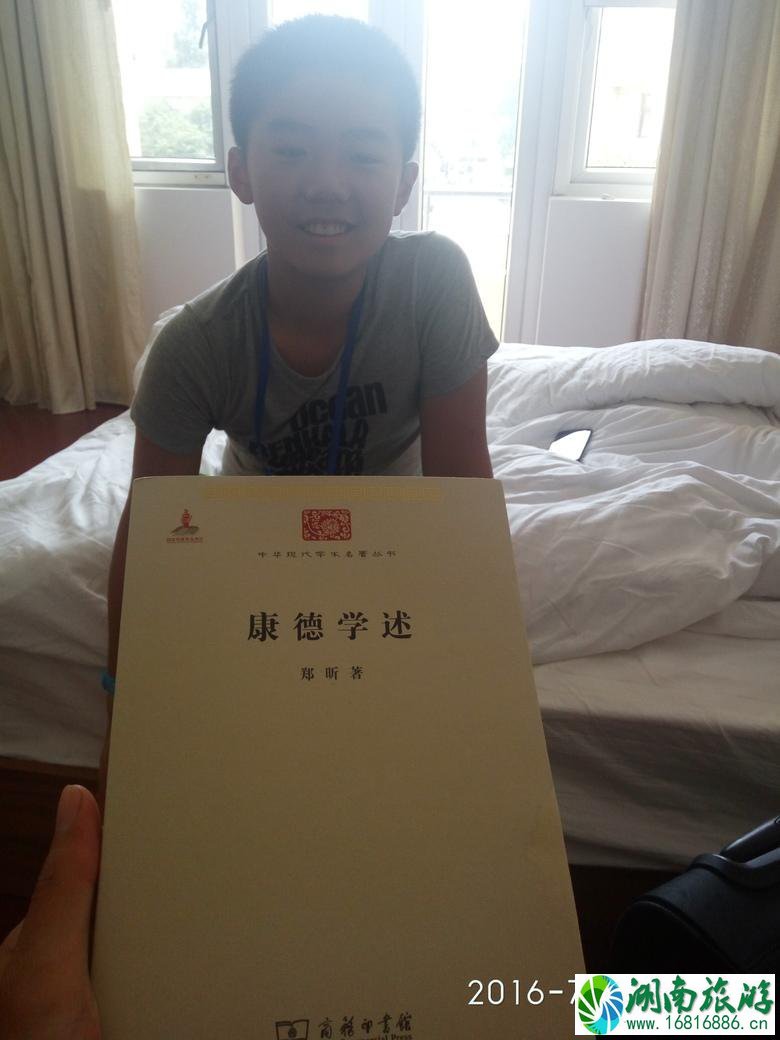 Ocean
中华现代学术名著丛书
康德学述
郑昕 著
商务印书馆
2016-7
湖南旅游
www.16816886.cn